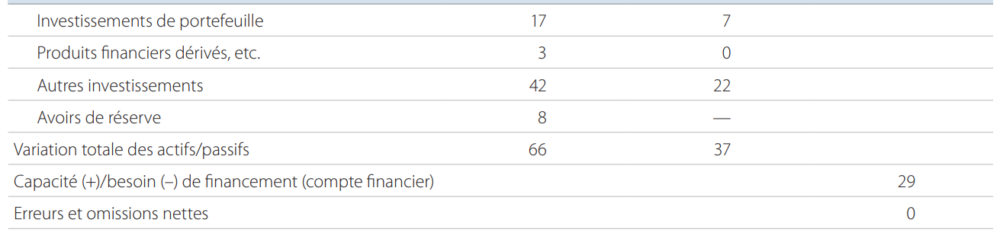 Investissements de portefeuille 17 7
Produits financiers dérivés, etc. 3 0
Autres investissements 42 22
Avoirs de réserve 8 —
Variation totale des actifs/passifs 66 37
Capacité (+)/besoin (–) de financement (compte financier) 29
Erreurs et omissions nettes 0